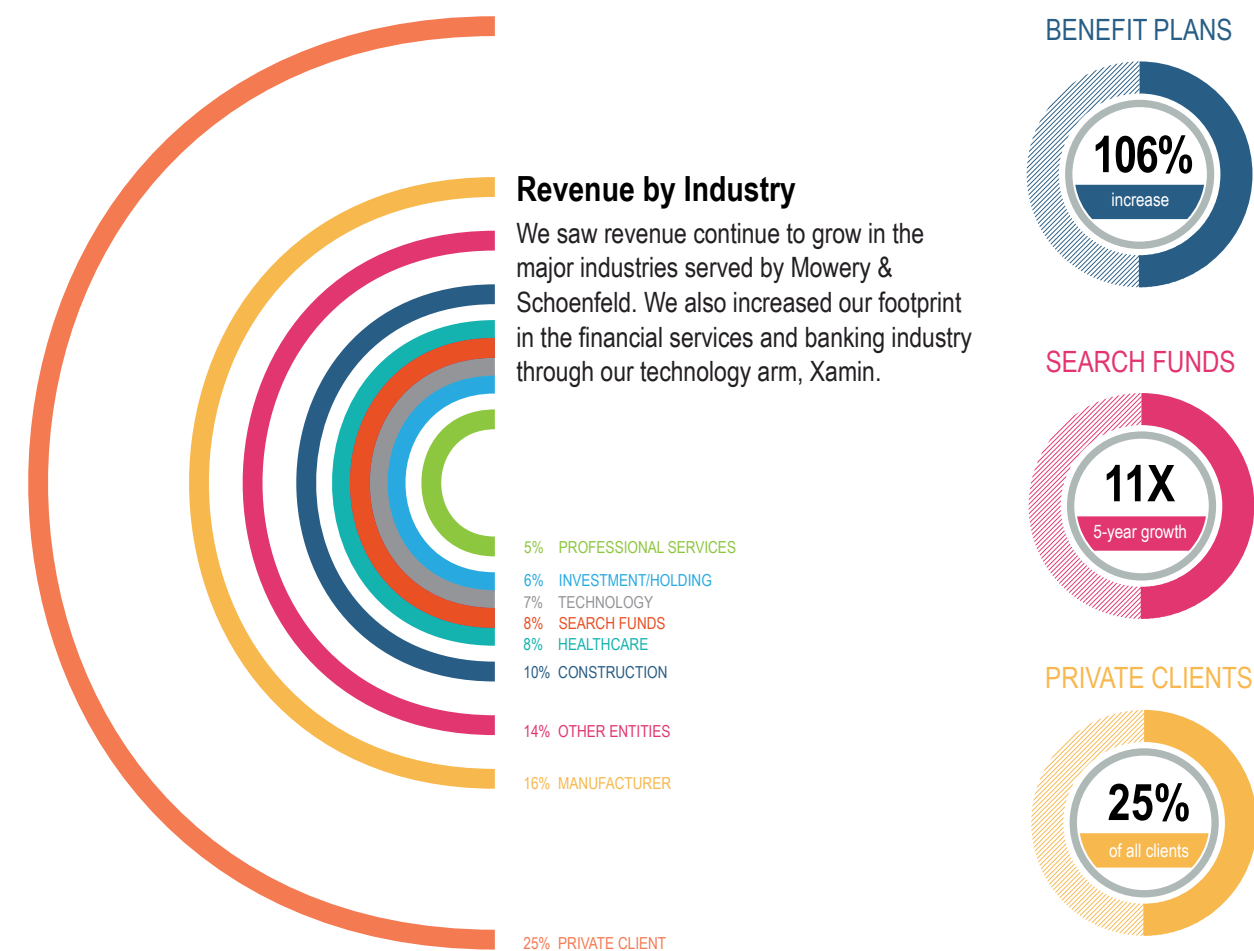 Revenue by Industry
We saw revenue continue to grow in the
major industries served by Mowery &
Schoenfeld. We also increased our footprint
in the financial services and banking industry
through our technology arm, Xamin.
5% PROFESSIONAL SERVICES
6% INVESTMENT/HOLDING
7% TECHNOLOGY
8% SEARCH FUNDS
8% HEALTHCARE
10% CONSTRUCTION
14% OTHER ENTITIES
16% MANUFACTURER
25% PRIVATE CLIENT
BENEFIT PLANS
106%
increase
SEARCH FUNDS
11X
5-year growth
PRIVATE CLIENTS
25%
of all clients